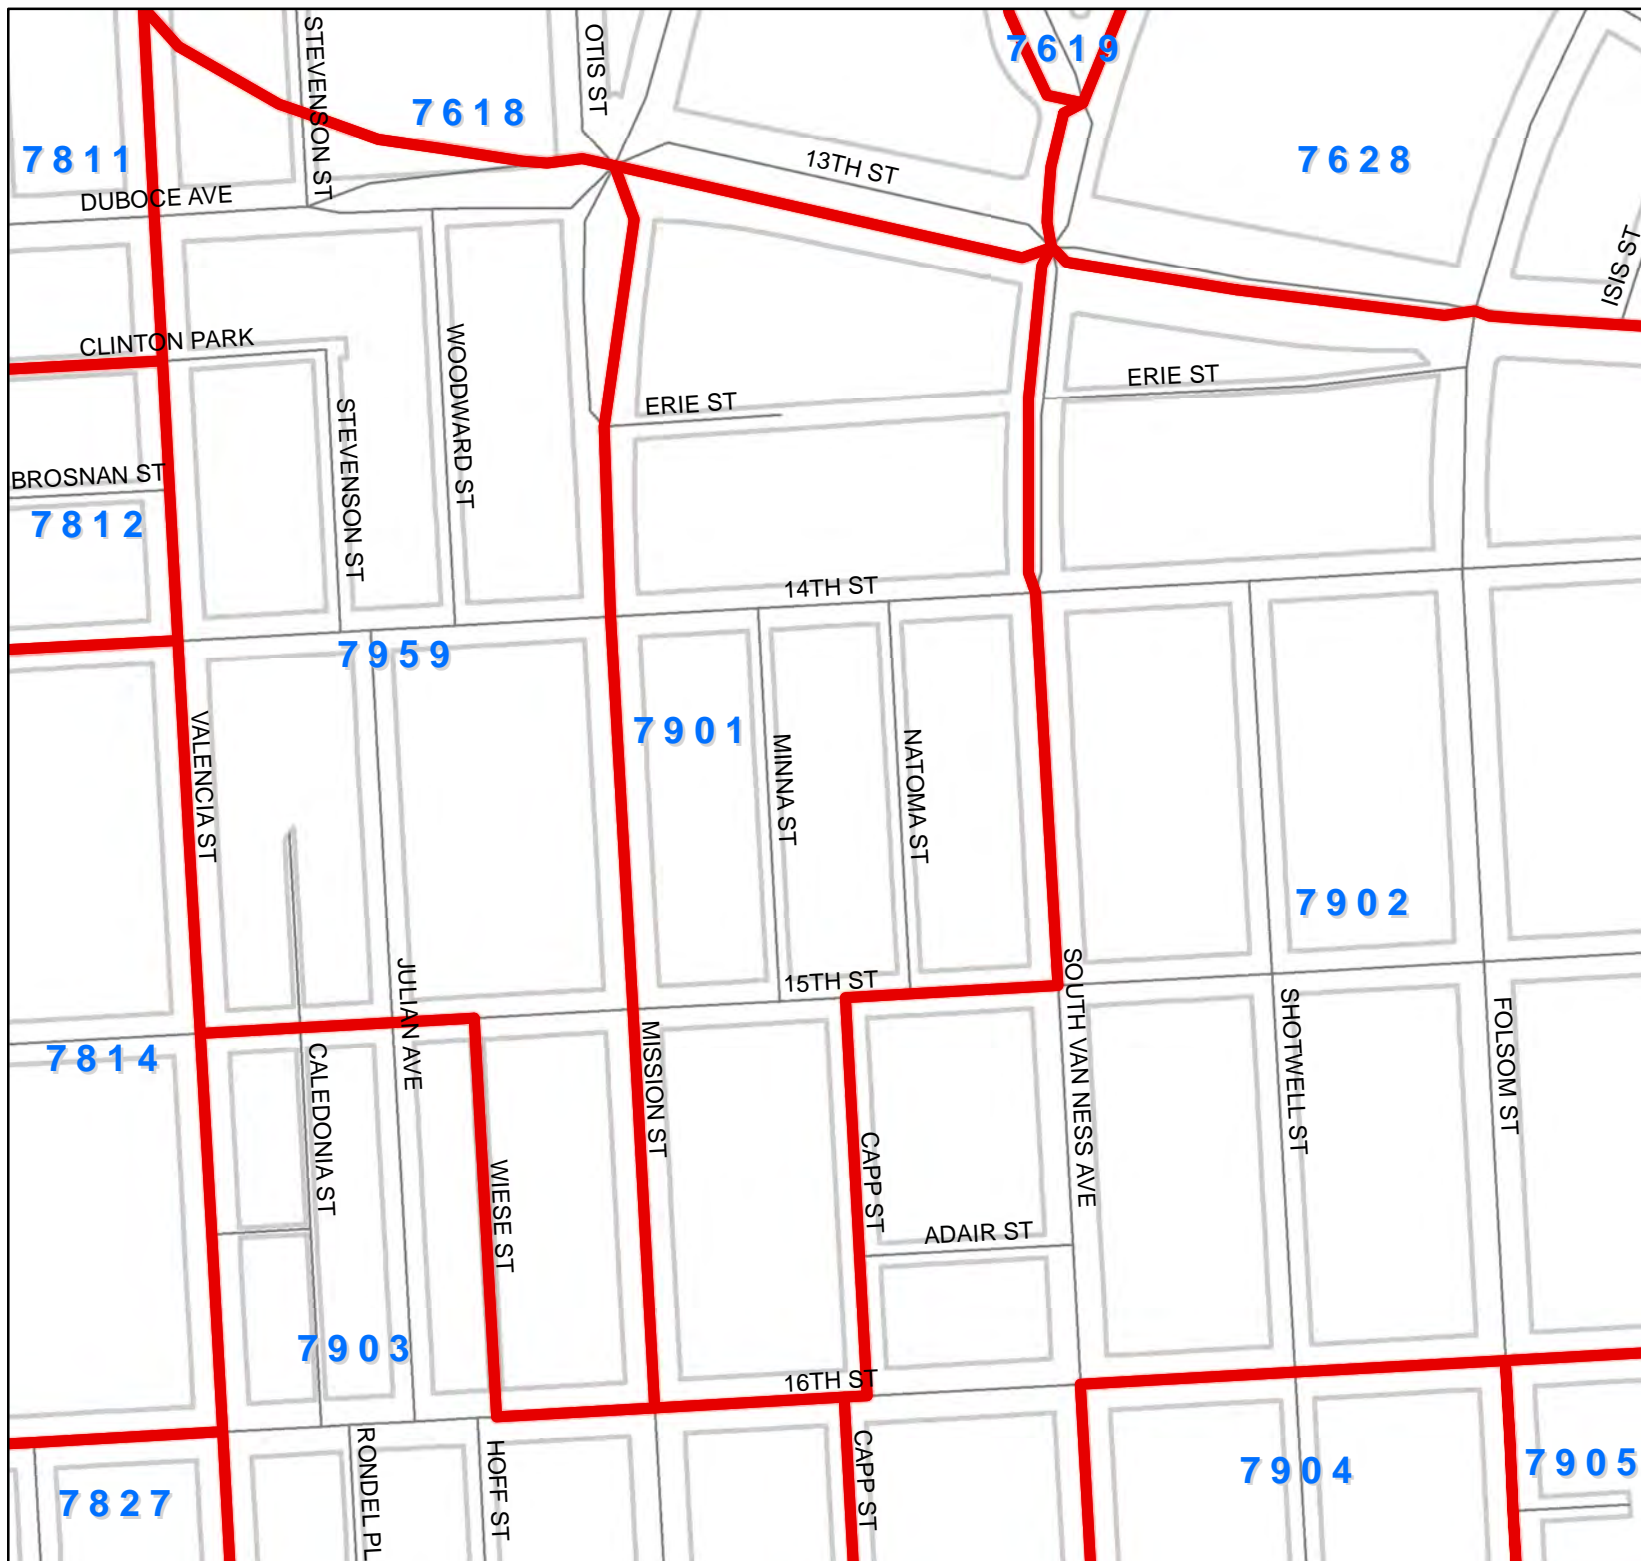 STEVENSON ST
OTIS ST
7619
7618
7811
13TH ST
7628
DUBOCE AVE
ISIS ST
CLINTON PARK
WOODWARD ST
ERIE ST
ERIE ST
STEVENSON ST
BROSNAN ST
7812
14TH ST
7959
VALENCIA ST
7901
MINNA ST
NATOMA ST
7902
15TH ST
JULIAN AVE
SOUTH VAN NESS AVE
SHOTWELL ST
FOLSOM ST
7814
CALEDONIA ST
MISSION ST
CAPP ST
WIESE ST
ADAIR ST
7903
16TH ST
RONDEL PL
HOFF ST
CAPP ST
7904
7905
7827